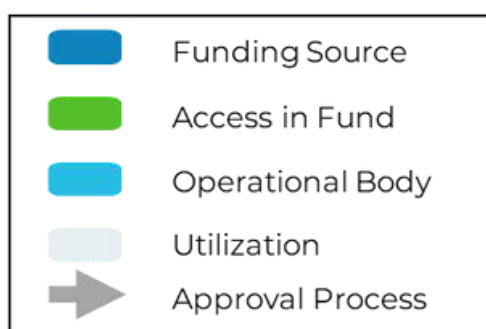 Funding Source
Access in Fund
Operational Body
Utilization
Approval Process